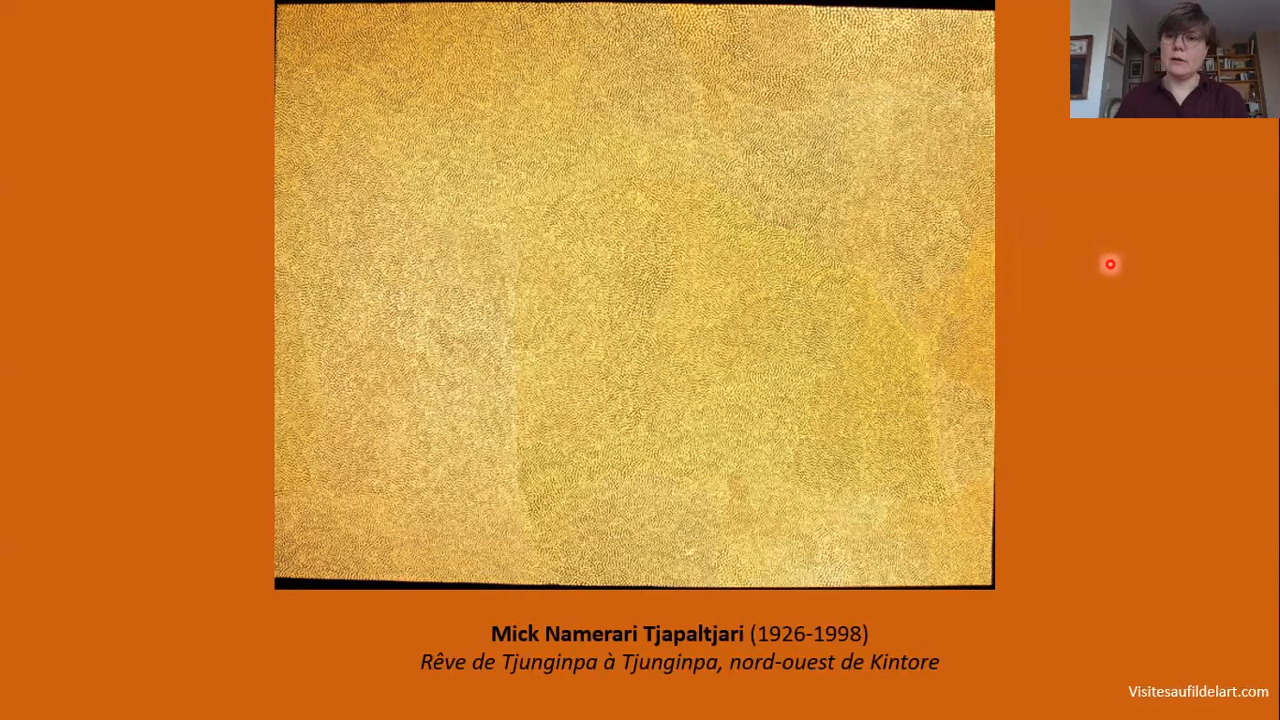 Mick Namerari Tjapaltjari (1926-1998)
Rêve de Tjunginpa à Tjunginpa, nord-ouest de Kintore
Visitesaufildelart.com